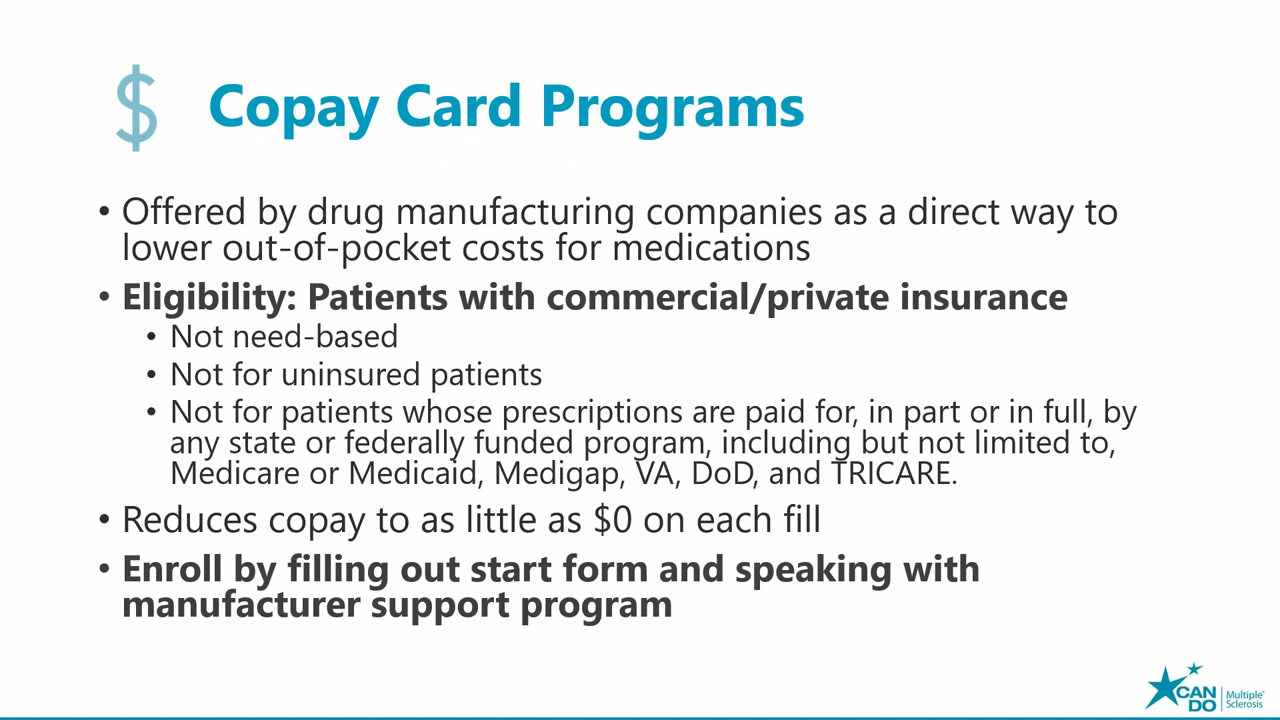 $ Copay Card Programs
• Offered by drug manufacturing companies as a direct way to
lower out-of-pocket costs for medications
• Eligibility: Patients with commercial/private insurance
• Not need-based
• Not for uninsured patients
• Not for patients whose prescriptions are paid for, in part or in full, by
any state or federally funded program, including but not limited to,
Medicare or Medicaid, Medigap, VA, DoD, and TRICARE.
• Reduces copay to as little as $0 on each fill
• Enroll by filling out start form and speaking with
manufacturer support program
CAN
DO
Multiple®
Sclerosis